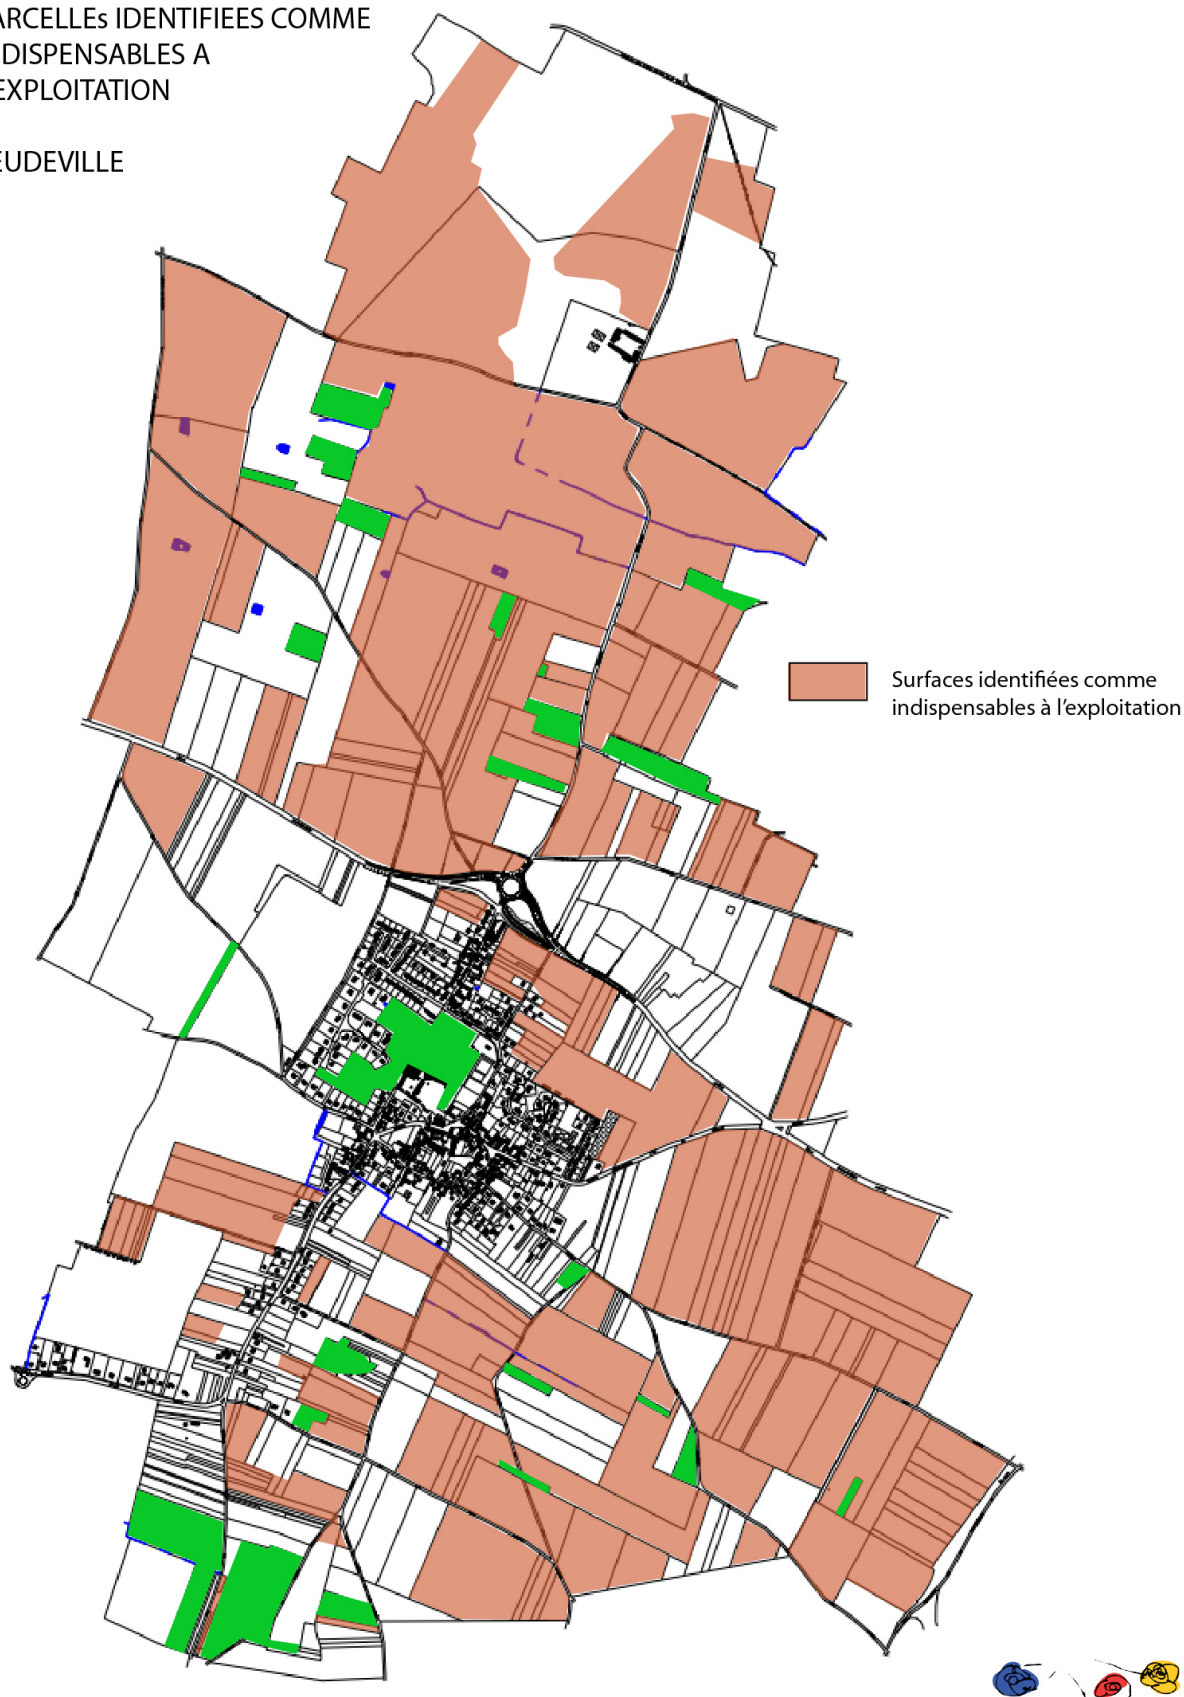 ARCELLEs IDENTIFIEES COMME
DISPENSABLES A
EXPLOITATION
EUDEVILLE
Surfaces identifiées comme
indispensables à l'exploitation